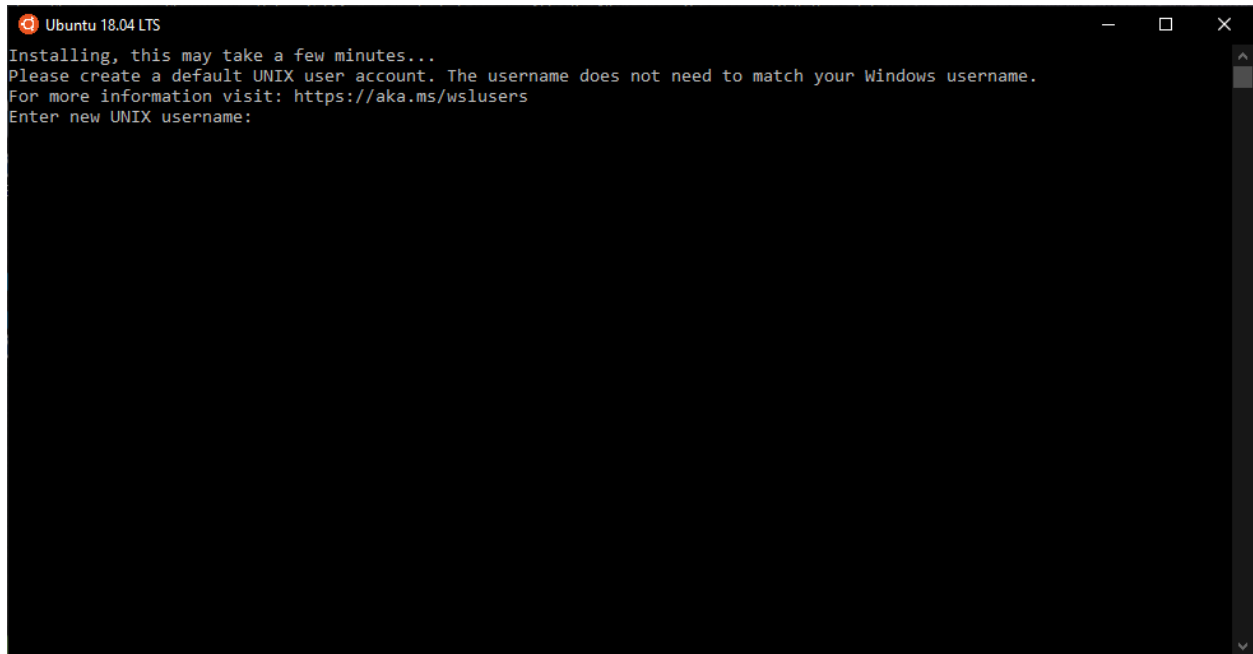 Ubuntu 18.04 LTS
Installing, this may take a few minutes...
Please create a default UNIX user account. The username does not need to match your Windows username.
For more information visit: https://aka.ms/wslusers
Enter new UNIX username: